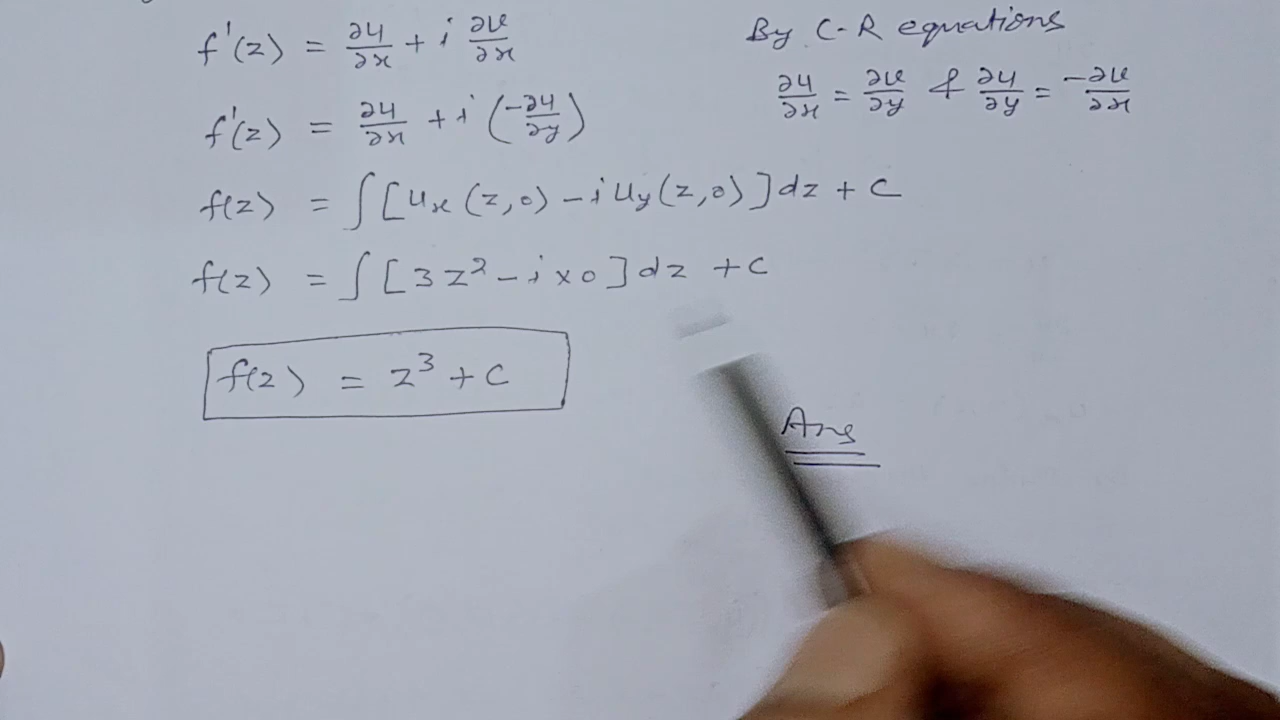 f'(z) = ∂u/∂x + i ∂v/∂x
By C-R equations
∂u/∂x = ∂v/∂y & ∂u/∂y = -∂v/∂x
f'(z) = ∂u/∂x + i (-∂u/∂y)
f(z) = ∫ [ux (z,0) - i uy (z,0)] dz + C
f(z) = ∫ [3z² - i x 0] dz + C
f(z) = z³ + C
Ans